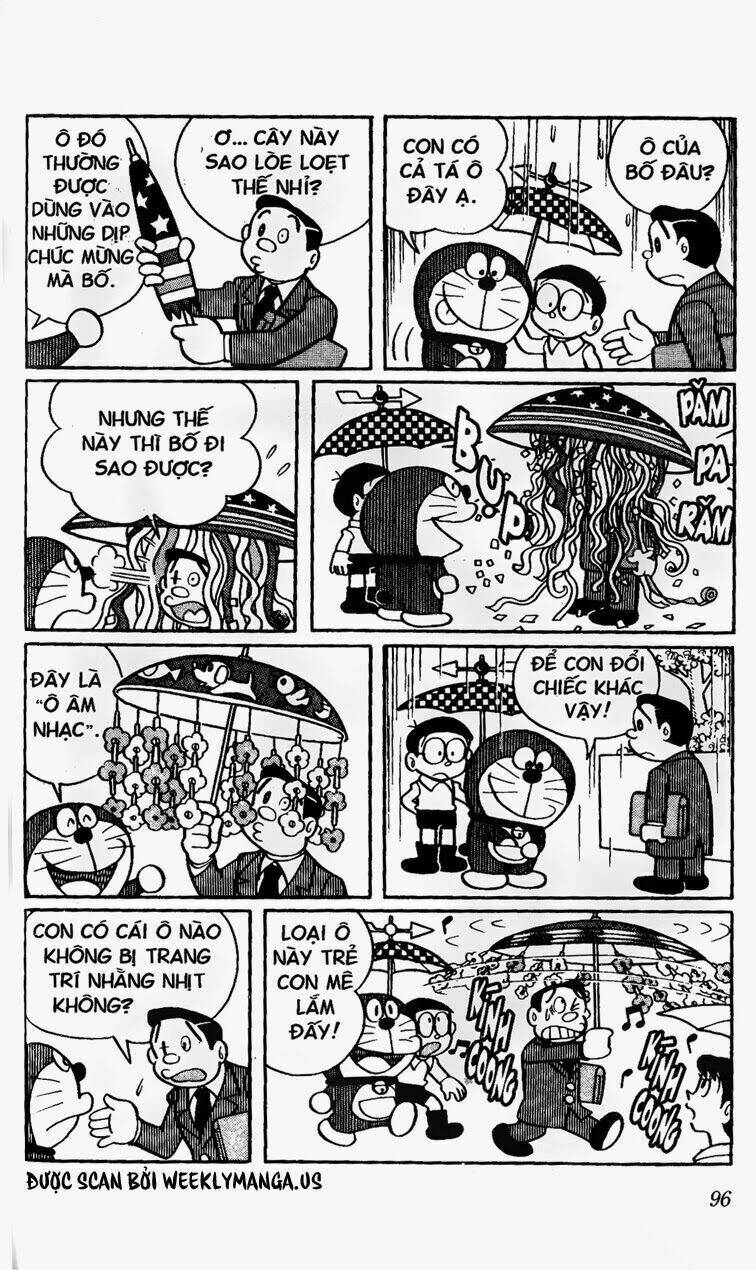 Ô CỦA
BỐ ĐÂU?
CON CÓ
CẢ TÁ Ô
ĐÂY Ạ.
Ơ... CÂY NÀY
SAO LÒE LOẸT
THẾ NHỈ?
Ô ĐÓ
THƯỜNG
ĐƯỢC
DÙNG VÀO
NHỮNG DỊP
CHÚC MỪNG
MÀ BỐ.
PĂM
PA
RĂM
BỤP
NHƯNG THẾ
NÀY THÌ BỐ ĐI
SAO ĐƯỢC?
ĐỂ CON ĐỔI
CHIẾC KHÁC
VẬY!
ĐÂY LÀ
“Ô ÂM
NHẠC”.
LOẠI Ô
NÀY TRẺ
CON MÊ
LẮM
ĐẤY!
KÍNH
COONG
KÍNH
COONG
CON CÓ CÁI Ô NÀO
KHÔNG BỊ TRANG
TRÍ NHẰNG NHỊT
KHÔNG?
ĐƯỢC SCAN BỞI WEEKLYMANGA.US
96